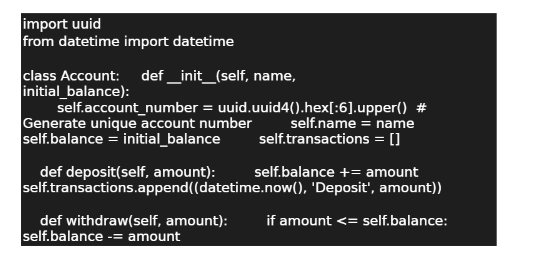 import uuid
from datetime import datetime
class Account:     def __init__(self, name,
initial_balance):
        self.account_number = uuid.uuid4().hex[:6].upper()  #
Generate unique account number         self.name = name
self.balance = initial_balance         self.transactions = []
    def deposit(self, amount):         self.balance += amount
self.transactions.append((datetime.now(), 'Deposit', amount))
    def withdraw(self, amount):         if amount <= self.balance:
self.balance -= amount